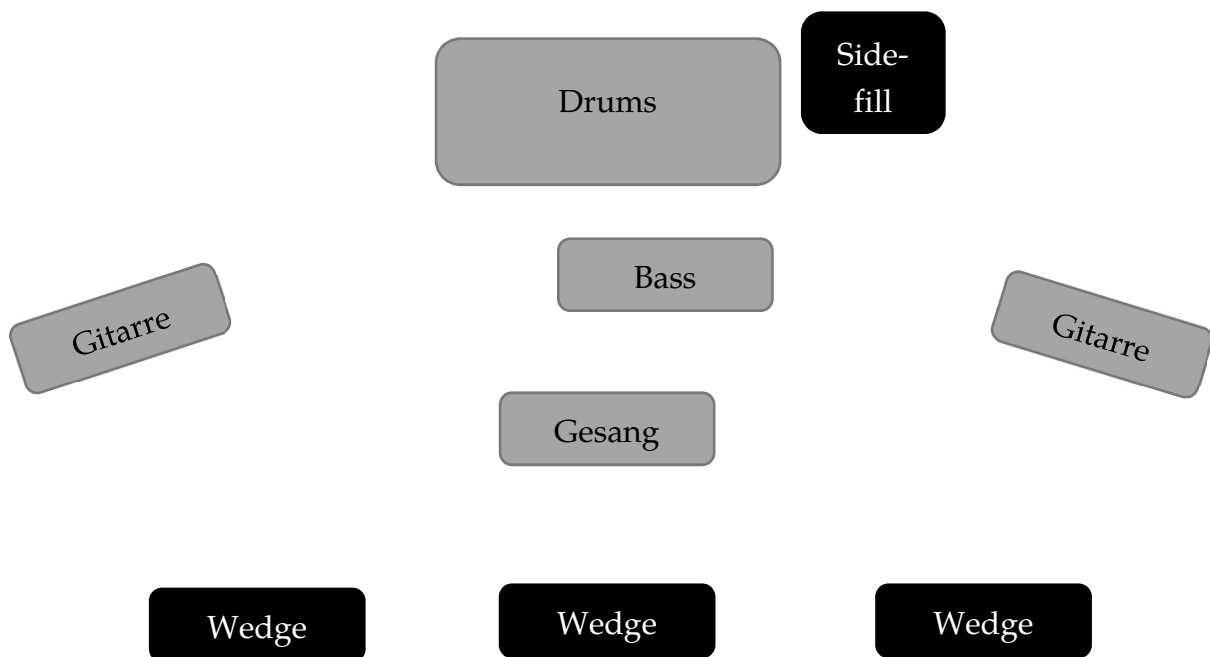 Drums
Side-
fill
Bass
Gitarre
Gitarre
Gesang
Wedge
Wedge
Wedge